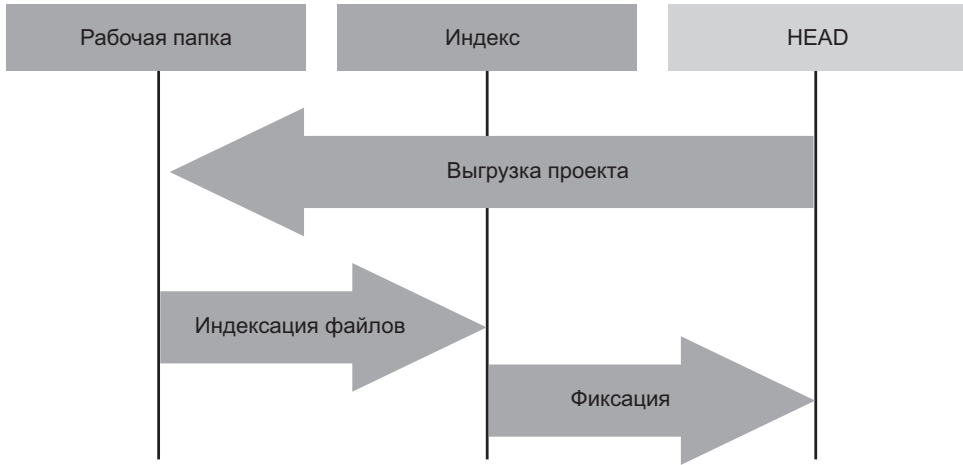 Рабочая папка
Индекс
HEAD
Выгрузка проекта
Индексация файлов
Фиксация